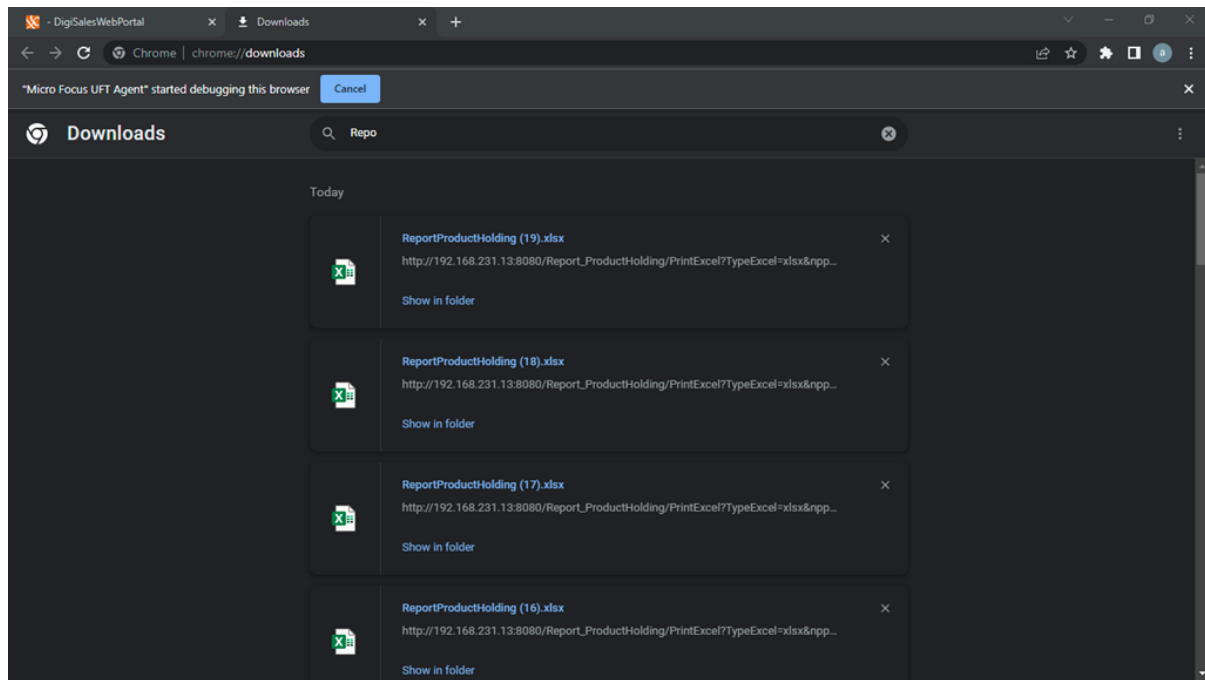 - DigiSalesWebPortal
Downloads
Chrome | chrome://downloads
a
"Micro Focus UFT Agent" started debugging this browser
Cancel
Downloads
Repo
Today
ReportProductHolding (19).xlsx
http://192.168.231.13:8080/Report_ProductHolding/PrintExcel?TypeExcel=xlsx&npp...
Show in folder
ReportProductHolding (18).xlsx
http://192.168.231.13:8080/Report_ProductHolding/PrintExcel?TypeExcel=xlsx&npp...
Show in folder
ReportProductHolding (17).xlsx
http://192.168.231.13:8080/Report_ProductHolding/PrintExcel?TypeExcel=xlsx&npp...
Show in folder
ReportProductHolding (16).xlsx
http://192.168.231.13:8080/Report_ProductHolding/PrintExcel?TypeExcel=xlsx&npp...
Show in folder